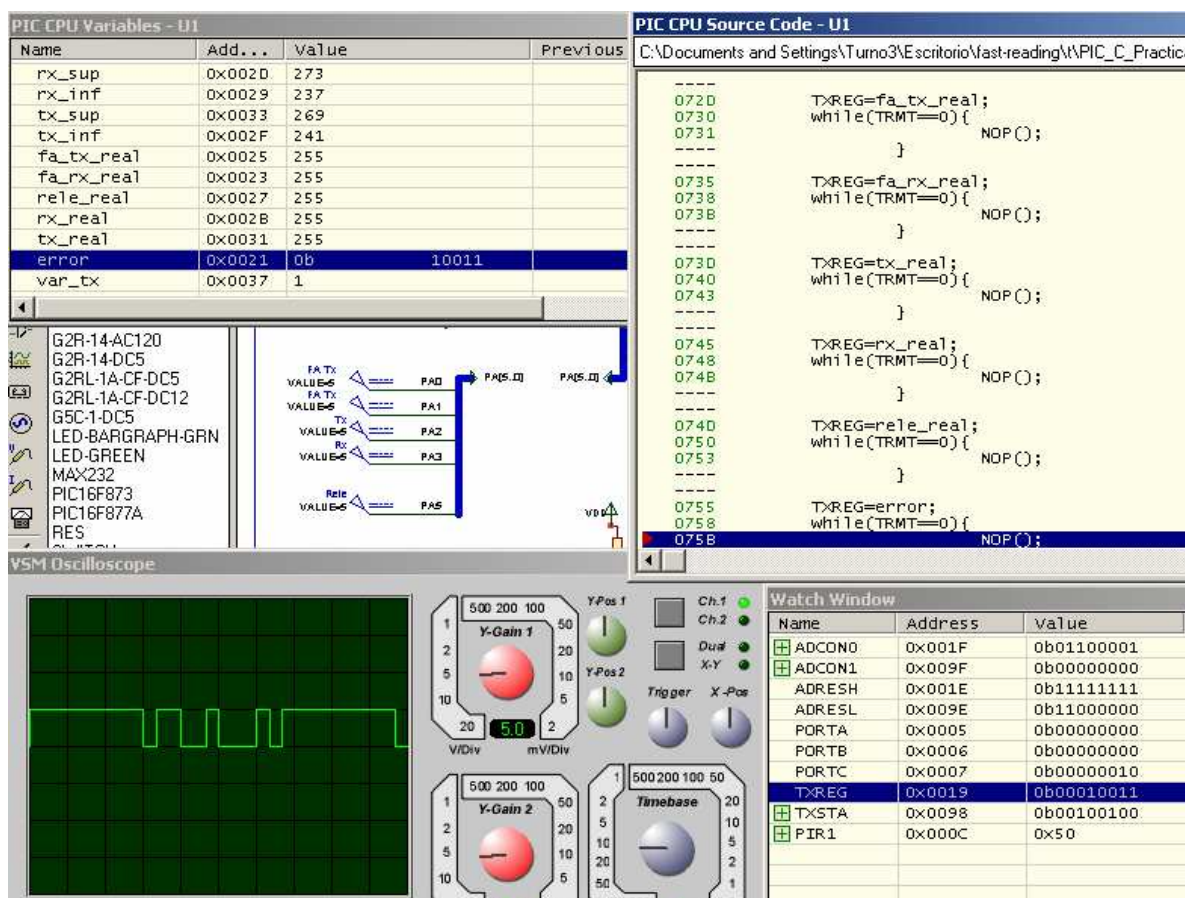 PIC CPU Variables - U1
Name Add... Value Previous
rx_sup 0x002D 273
rx_inf 0x0029 237
tx_sup 0x0033 269
tx_inf 0x002F 241
fa_tx_real 0x0025 255
fa_rx_real 0x0023 255
rele_real 0x0027 255
rx_real 0x002B 255
tx_real 0x0031 255
error 0x0021 0b 10011
var_tx 0x0037 1
G2R-14-AC120
G2R-14-DC5
G2RL-1A-CF-DC5
G2RL-1A-CF-DC12
G5C-1-DC5
LED-BARGRAPH-GRN
LED-GREEN
MAX232
PIC16F873
PIC16F877A
RES
FA Tx
VALUE=5 PA0 PA[5..0] PA[5..0]
FA Tx
VALUE=5 PA1
Tx
VALUE=5 PA2
Rx
VALUE=5 PA3
Rele
VALUE=5 PA5
VDD
PIC CPU Source Code - U1
C:\Documents and Settings\Turno3\Escritorio\fast-reading\t\PIC_C_Practic
----
072D TXREG=fa_tx_real;
0730 while(TRMT==0){
0731 NOP();
---- }
----
0735 TXREG=fa_rx_real;
0738 while(TRMT==0){
073B NOP();
---- }
----
073D TXREG=tx_real;
0740 while(TRMT==0){
0743 NOP();
---- }
----
0745 TXREG=rx_real;
0748 while(TRMT==0){
074B NOP();
---- }
----
074D TXREG=rele_real;
0750 while(TRMT==0){
0753 NOP();
---- }
----
0755 TXREG=error;
0758 while(TRMT==0){
075B NOP();
VSM Oscilloscope
500 200 100
1 50
Y-Gain 1
2 20
5 10
10 5
20 5.0 2
V/Div mV/Div
Y-Pos 1
Y-Pos 2
Ch.1
Ch.2
Dual
X-Y
Trigger X-Pos
500 200 100
1 50
Y-Gain 2
2 20
5 10
10 5
1 500 200 100 50
2 Timebase 20
5 10
10 5
20 2
50 1
Watch Window
Name Address Value
ADCON0 0x001F 0b01100001
ADCON1 0x009F 0b00000000
ADRESH 0x001E 0b11111111
ADRESL 0x009E 0b11000000
PORTA 0x0005 0b00000000
PORTB 0x0006 0b00000000
PORTC 0x0007 0b00000010
TXREG 0x0019 0b00010011
TXSTA 0x0098 0b00100100
PIR1 0x000C 0x50